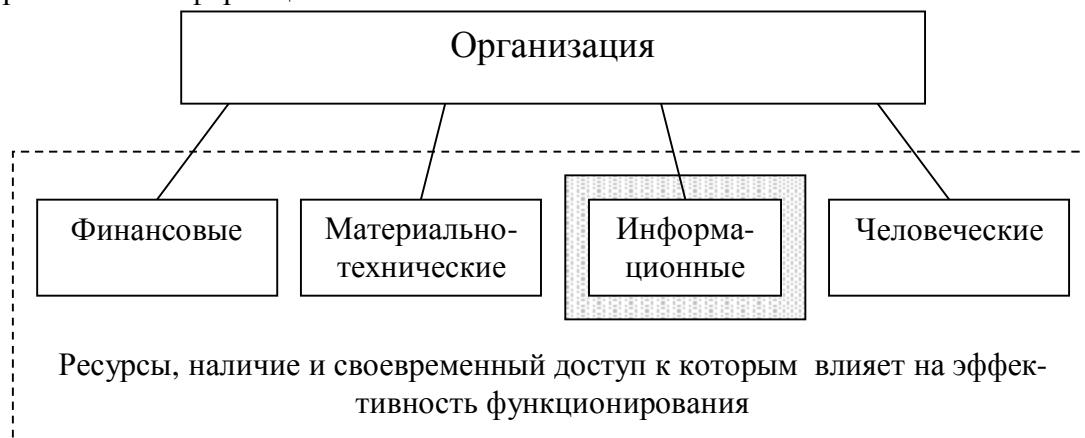 Организация
Финансовые
Материально-
технические
Информа-
ционные
Человеческие
Ресурсы, наличие и своевременный доступ к которым влияет на эффек-
тивность функционирования